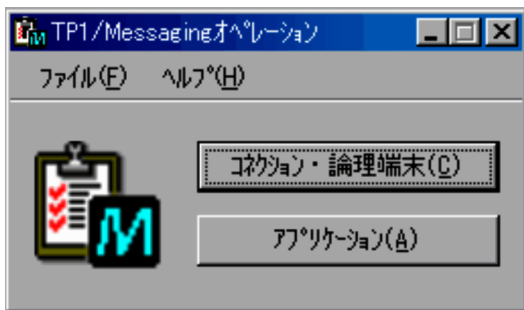 TP1/Messagingｵﾍﾟﾚｰｼｮﾝ
ﾌｧｲﾙ(F) ﾍﾙﾌﾟ(H)
ｺﾈｸｼｮﾝ・論理端末(C)
ｱﾌﾟﾘｹｰｼｮﾝ(A)